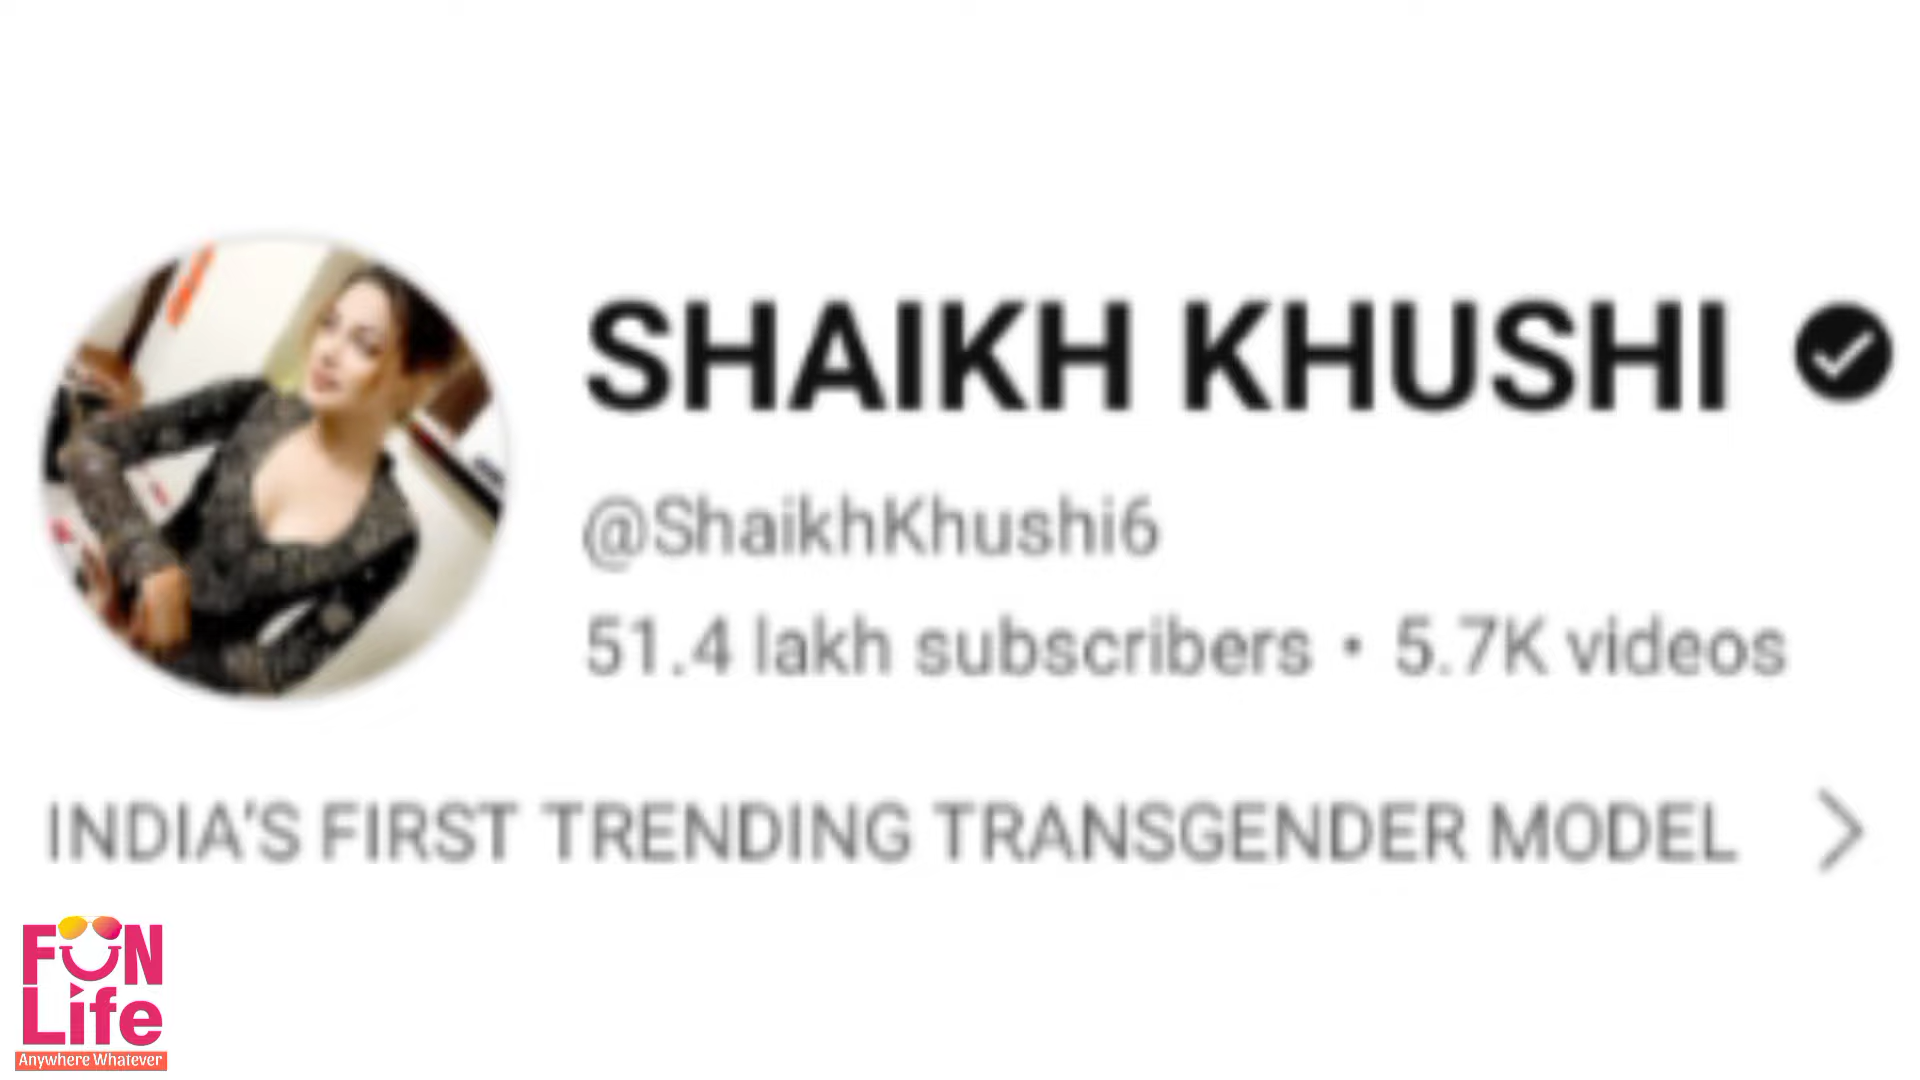 SHAIKH KHUSHI
@ShaikhKhushi6
51.4 lakh subscribers • 5.7K videos
INDIA'S FIRST TRENDING TRANSGENDER MODEL
FUN
Life
Anywhere Whatever